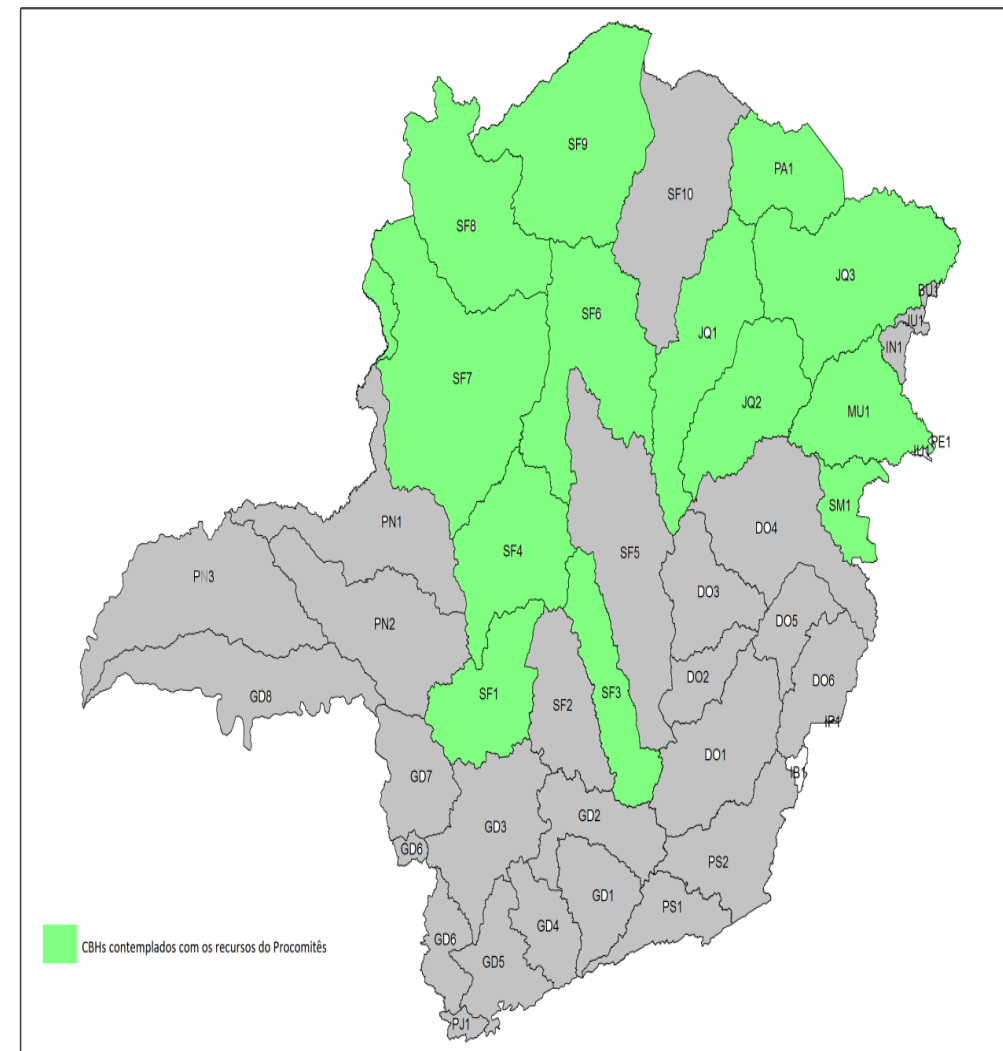 SF9
PA1
SF10
SF8
JQ3
BU1
SF6
JU1
JQ1
IN1
SF7
JQ2
MU1
PE1
JU1
SM1
PN1
DO4
SF4
SF5
PN3
DO3
PN2
DO5
DO2
DO6
SF1
SF3
GD8
SF2
IP1
DO1
IB1
GD7
GD2
GD3
GD6
PS2
GD1
PS1
GD4
GD6
CBHs contemplados com os recursos do Procomitês
GD5
PJ1